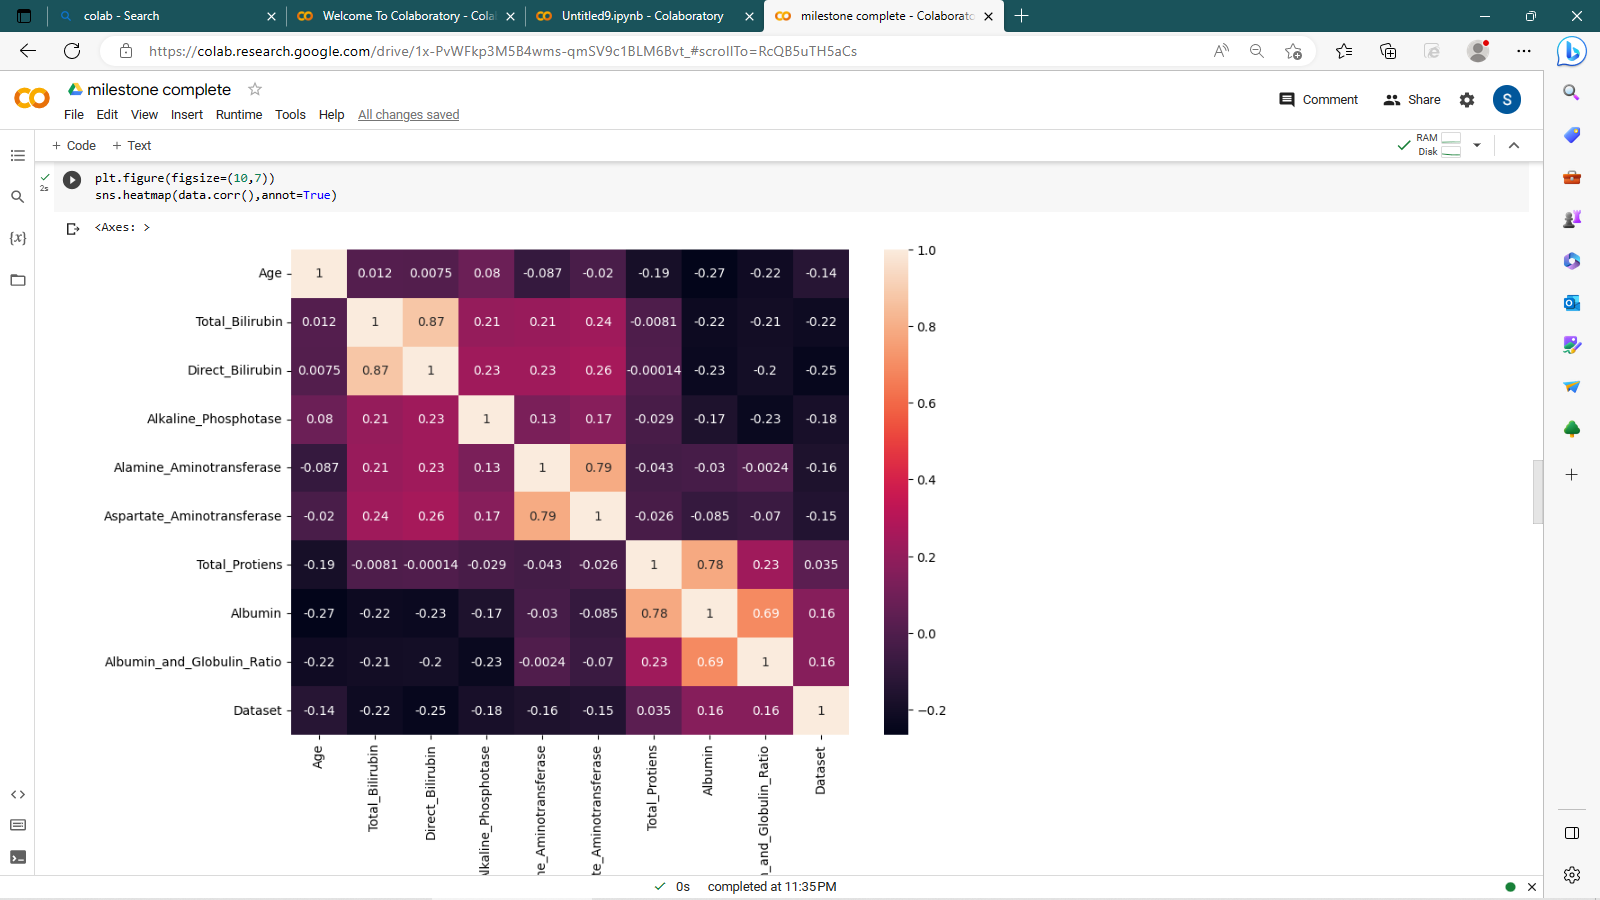 colab - Search
Welcome To Colaboratory - Cola
Untitled9.ipynb - Colaboratory
milestone complete - Colaborato
https://colab.research.google.com/drive/1x-PvWFkp3M5B4wms-qmSV9c1BLM6Bvt_#scrollTo=RcQB5uTH5aCs
milestone complete
File Edit View Insert Runtime Tools Help All changes saved
Comment Share S
+ Code + Text
RAM
Disk
2s
plt.figure(figsize=(10,7))
sns.heatmap(data.corr(),annot=True)
<Axes: >
Age 1 0.012 0.0075 0.08 -0.087 -0.02 -0.19 -0.27 -0.22 -0.14
Total_Bilirubin 0.012 1 0.87 0.21 0.21 0.24 -0.0081 -0.22 -0.21 -0.22
Direct_Bilirubin 0.0075 0.87 1 0.23 0.23 0.26 -0.00014 -0.23 -0.2 -0.25
Alkaline_Phosphotase 0.08 0.21 0.23 1 0.13 0.17 -0.029 -0.17 -0.23 -0.18
Alamine_Aminotransferase -0.087 0.21 0.23 0.13 1 0.79 -0.043 -0.03 -0.0024 -0.16
Aspartate_Aminotransferase -0.02 0.24 0.26 0.17 0.79 1 -0.026 -0.085 -0.07 -0.15
Total_Protiens -0.19 -0.0081 -0.00014 -0.029 -0.043 -0.026 1 0.78 0.23 0.035
Albumin -0.27 -0.22 -0.23 -0.17 -0.03 -0.085 0.78 1 0.69 0.16
Albumin_and_Globulin_Ratio -0.22 -0.21 -0.2 -0.23 -0.0024 -0.07 0.23 0.69 1 0.16
Dataset -0.14 -0.22 -0.25 -0.18 -0.16 -0.15 0.035 0.16 0.16 1
1.0
0.8
0.6
0.4
0.2
0.0
-0.2
Age
Total_Bilirubin
Direct_Bilirubin
lkaline_Phosphotase
ne_Aminotransferase
te_Aminotransferase
Total_Protiens
Albumin
_and_Globulin_Ratio
Dataset
0s completed at 11:35 PM